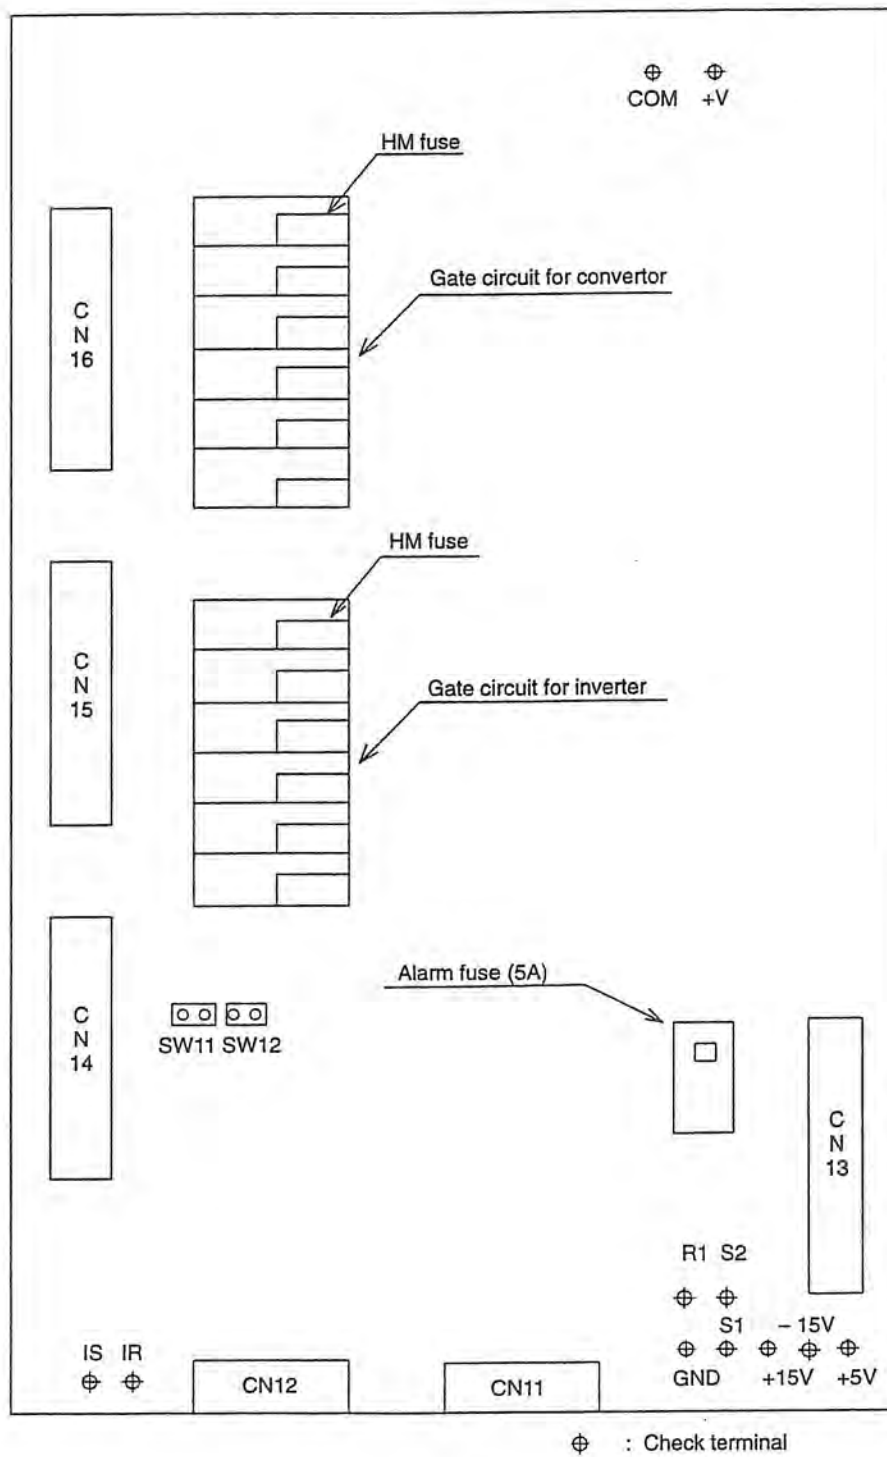 COM +V
HM fuse
Gate circuit for convertor
C
N
16
HM fuse
C
N
15
Gate circuit for inverter
Alarm fuse (5A)
C
N
14
SW11 SW12
C
N
13
R1 S2
S1 – 15V
IS IR
GND +15V +5V
CN12
CN11
: Check terminal